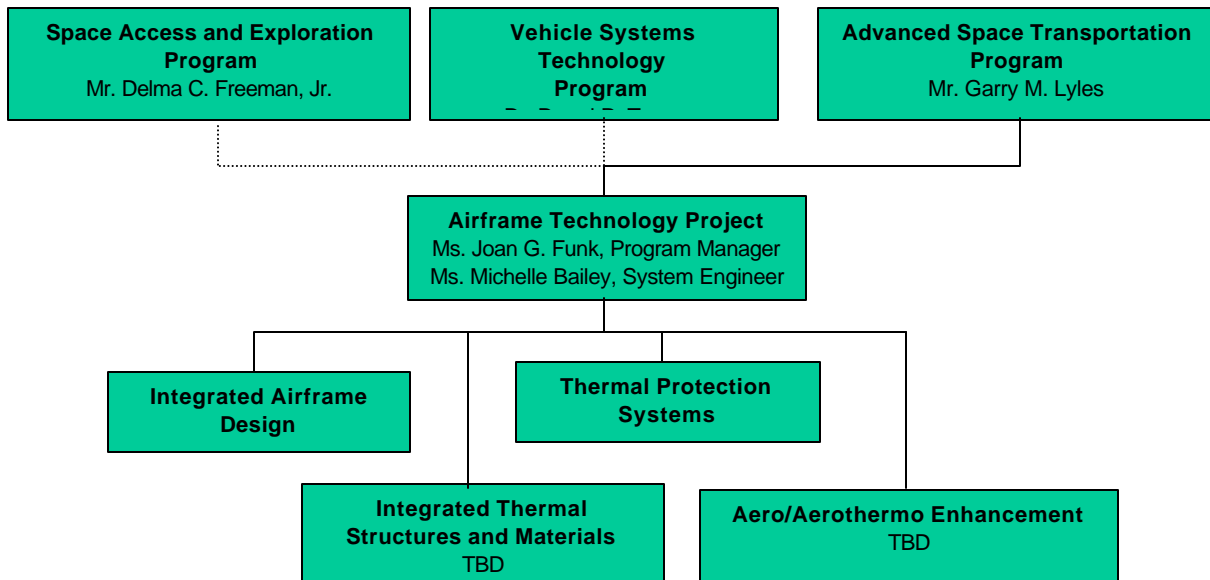 Space Access and Exploration
Program
Mr. Delma C. Freeman, Jr.
Vehicle Systems
Technology
Program
Advanced Space Transportation
Program
Mr. Garry M. Lyles
Airframe Technology Project
Ms. Joan G. Funk, Program Manager
Ms. Michelle Bailey, System Engineer
Integrated Airframe
Design
Thermal Protection
Systems
Integrated Thermal
Structures and Materials
TBD
Aero/Aerothermo Enhancement
TBD